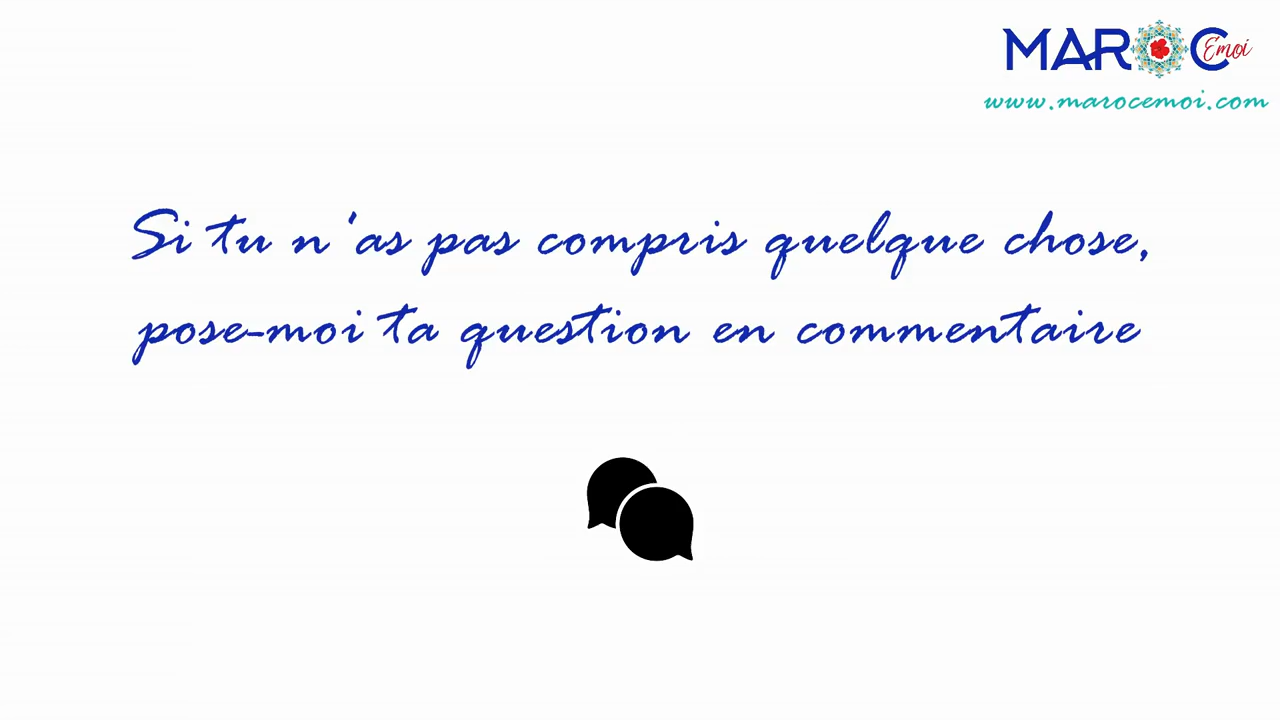 MAROC Emoi
www.marocemoi.com
Si tu n'as pas compris quelque chose,
pose-moi ta question en commentaire